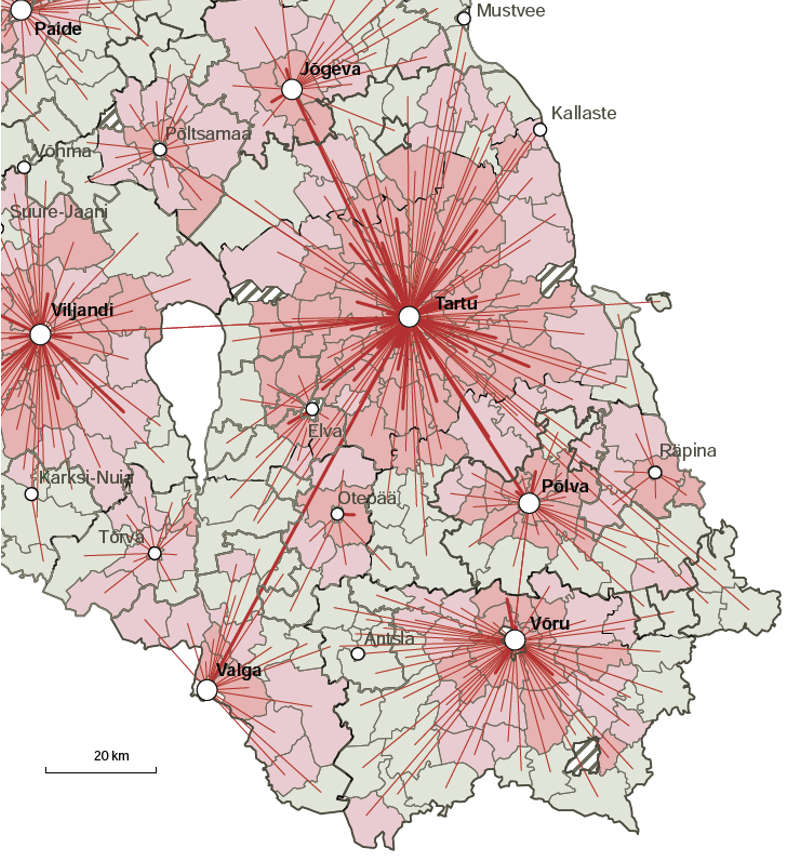 Mustvee
Paide
Jõgeva
Kallaste
Põltsamaa
Võhma
Suure-Jaani
Tartu
Viljandi
Elva
Räpina
Karksi-Nuia
Põlva
Otepää
Tõrva
Võru
Antsla
Valga
20 km